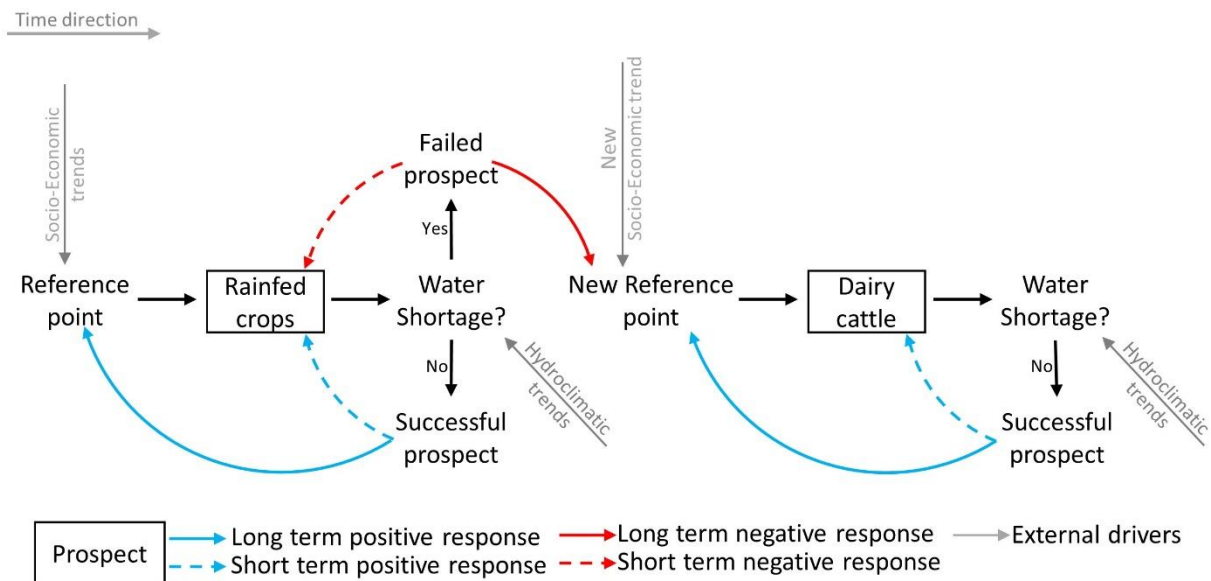 Time direction
Socio-Economic
trends
New
Socio-Economic trend
Failed
prospect
Yes
Reference
point
Rainfed
crops
Water
Shortage?
New Reference
point
Dairy
cattle
Water
Shortage?
No
No
Hydroclimatic
trends
Hydroclimatic
trends
Successful
prospect
Successful
prospect
Prospect
Long term positive response
Short term positive response
Long term negative response
Short term negative response
External drivers